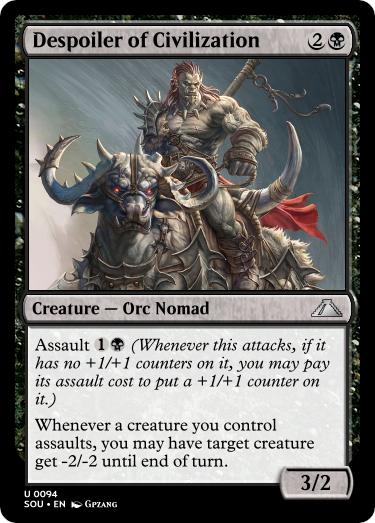 Despoiler of Civilization 2
Creature — Orc Nomad
Assault 1 (Whenever this attacks, if it
has no +1/+1 counters on it, you may pay
its assault cost to put a +1/+1 counter on
it.)
Whenever a creature you control
assaults, you may have target creature
get -2/-2 until end of turn.
3/2
U 0094
SOU • EN Gpzang